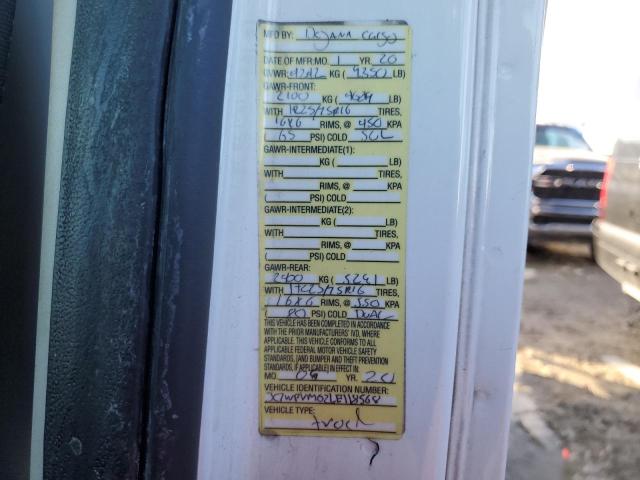 MFD BY: Dejana Cargo
DATE OF MFR: MO. 1 YR. 20
GVWR: 4242 KG ( 9350 LB)
GAWR-FRONT:
2100 KG ( LB)
WITH TIRES,
16X6 RIMS, @ 450 KPA
( 65 PSI) COLD SGL
GAWR-INTERMEDIATE(1):
KG ( LB)
WITH TIRES,
RIMS, @ KPA
( PSI) COLD
GAWR-INTERMEDIATE(2):
KG ( LB)
WITH TIRES,
RIMS, @ KPA
( PSI) COLD
GAWR-REAR:
2400 KG ( 5291 LB)
WITH TIRES,
16X6 RIMS, @ 550 KPA
( 80 PSI) COLD DUAL
THIS VEHICLE HAS BEEN COMPLETED IN ACCORDANCE
WITH THE PRIOR MANUFACTURERS' IVD, WHERE
APPLICABLE. THIS VEHICLE CONFORMS TO ALL
APPLICABLE FEDERAL MOTOR VEHICLE SAFETY
STANDARDS, (AND BUMPER AND THEFT PREVENTION
STANDARDS, IF APPLICABLE) IN EFFECT IN:
MO. YR. 20
VEHICLE IDENTIFICATION NUMBER:
VEHICLE TYPE:
truck